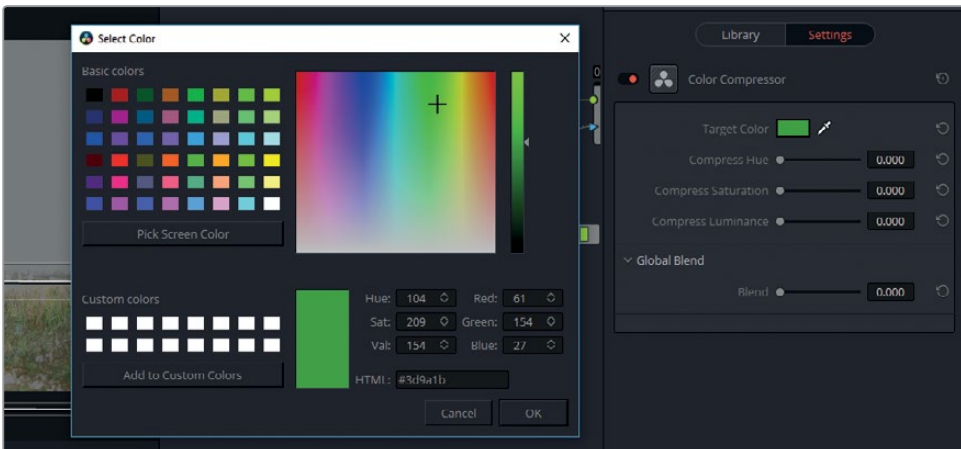 Select Color
Basic colors
Pick Screen Color
Custom colors
Add to Custom Colors
Hue: 104
Red: 61
Sat: 209
Green: 154
Val: 154
Blue: 27
HTML: #3d9a1b
Cancel
OK
0
Library
Settings
Color Compressor
Target Color
Compress Hue 0.000
Compress Saturation 0.000
Compress Luminance 0.000
Global Blend
Blend 0.000